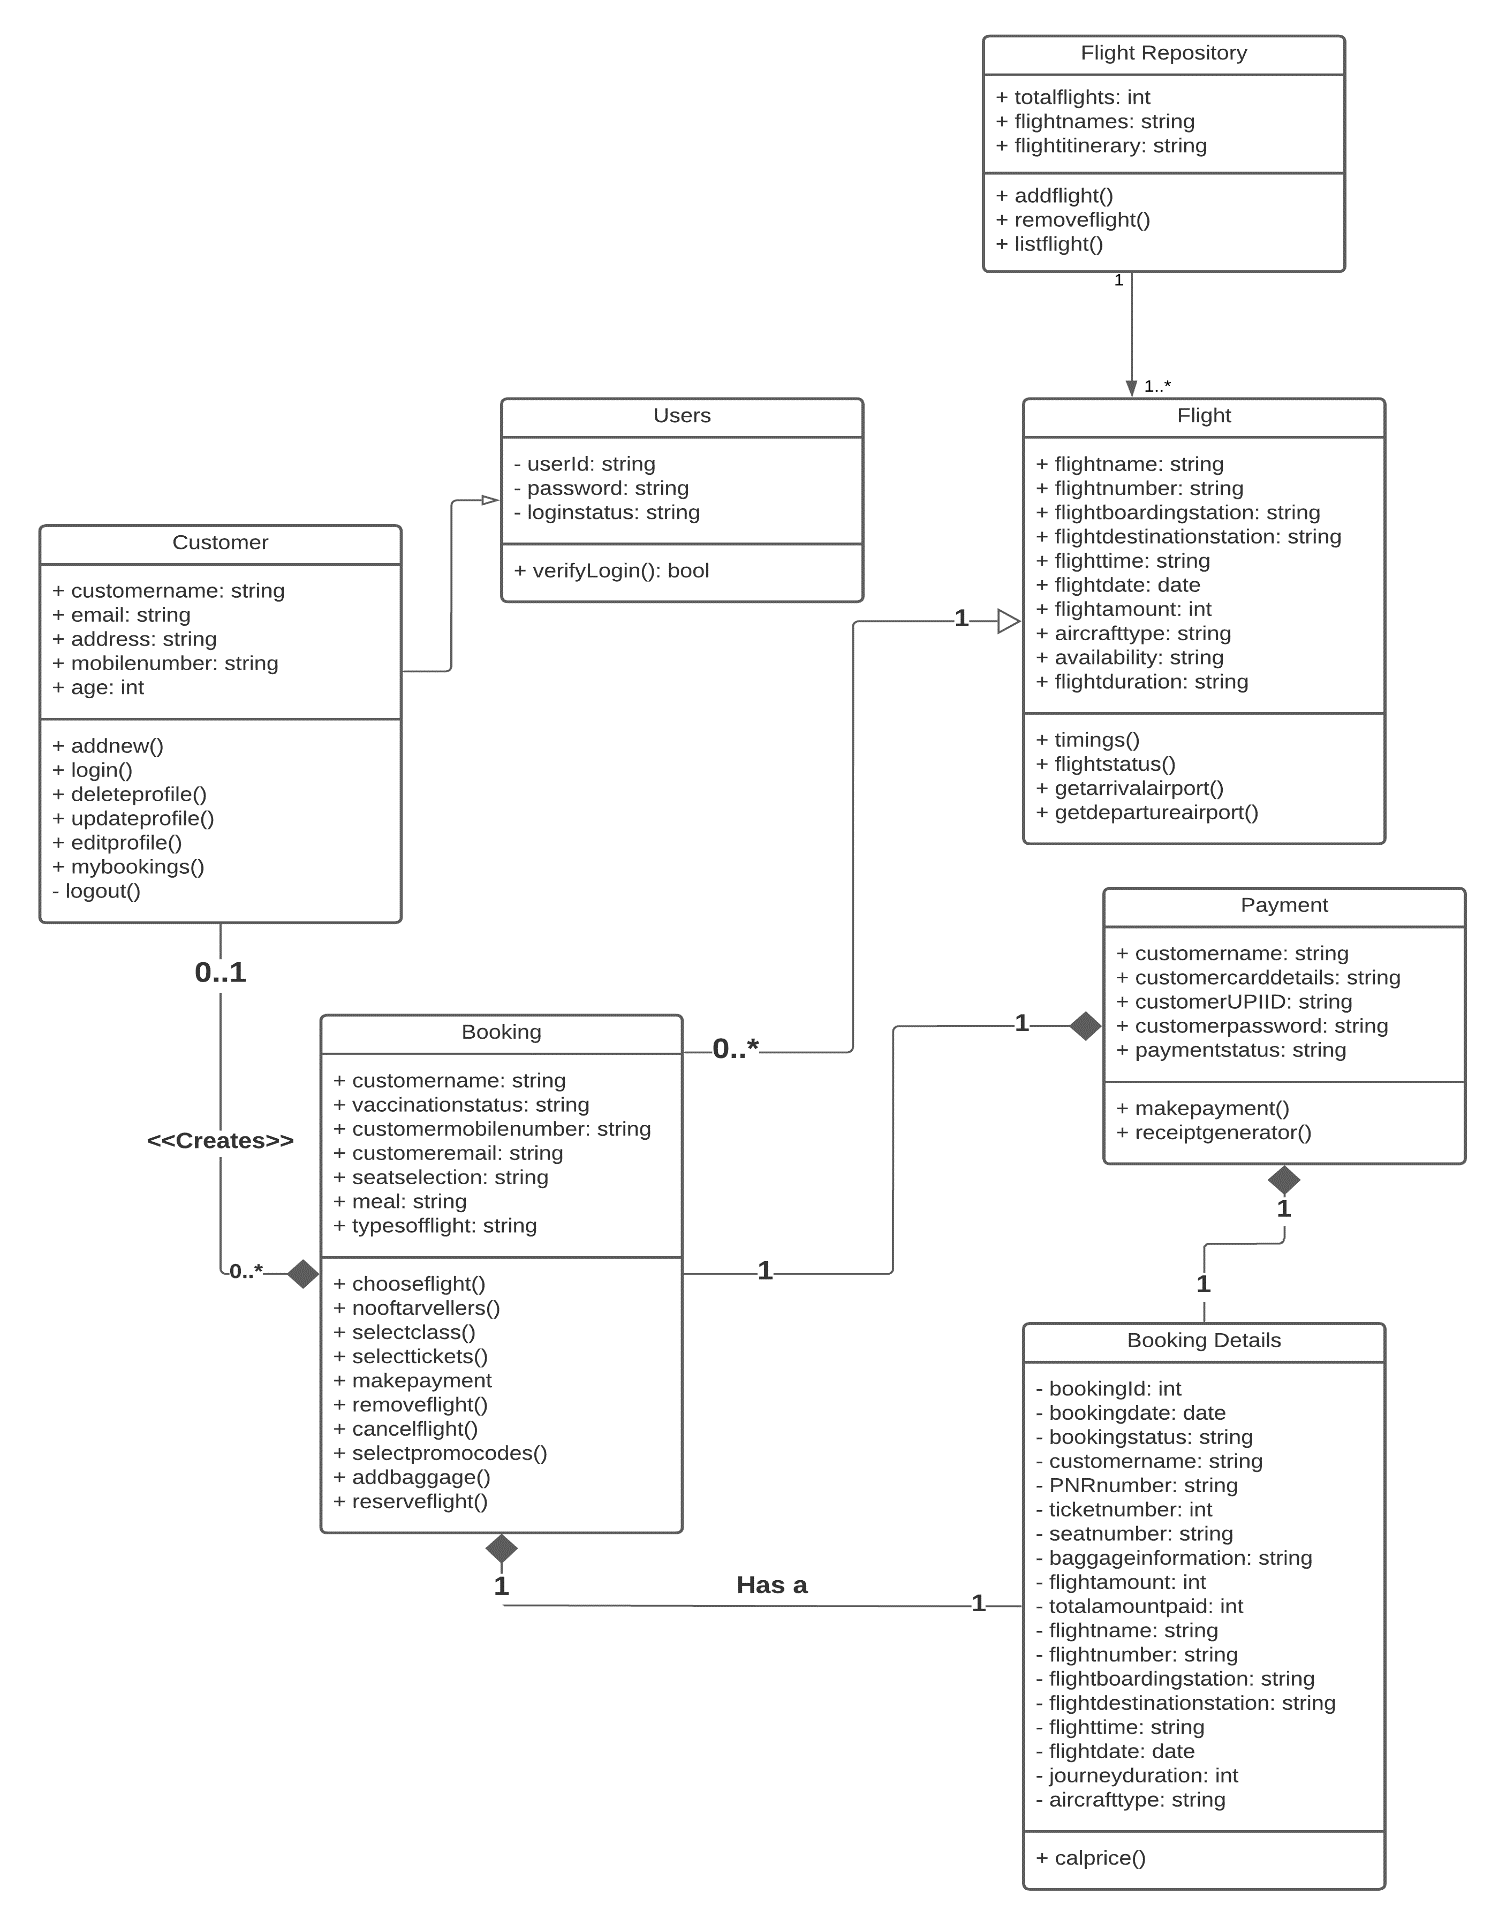 Flight Repository
+ totalflights: int
+ flightnames: string
+ flightitinerary: string
+ addflight()
+ removeflight()
+ listflight()
1
1..*
Users
- userId: string
- password: string
- loginstatus: string
+ verifyLogin(): bool
Flight
+ flightname: string
+ flightnumber: string
+ flightboardingstation: string
+ flightdestinationstation: string
+ flighttime: string
+ flightdate: date
+ flightamount: int
+ aircrafttype: string
+ availability: string
+ flightduration: string
+ timings()
+ flightstatus()
+ getarrivalairport()
+ getdepartureairport()
1
Customer
+ customername: string
+ email: string
+ address: string
+ mobilenumber: string
+ age: int
+ addnew()
+ login()
+ deleteprofile()
+ updateprofile()
+ editprofile()
+ mybookings()
- logout()
0..1
<<Creates>>
0..*
Booking
+ customername: string
+ vaccinationstatus: string
+ customermobilenumber: string
+ customeremail: string
+ seatselection: string
+ meal: string
+ typesofflight: string
+ chooseflight()
+ nooftarvellers()
+ selectclass()
+ selecttickets()
+ makepayment
+ removeflight()
+ cancelflight()
+ selectpromocodes()
+ addbaggage()
+ reserveflight()
0..*
1
1
Payment
+ customername: string
+ customercarddetails: string
+ customerUPIID: string
+ customerpassword: string
+ paymentstatus: string
+ makepayment()
+ receiptgenerator()
1
1
Booking Details
- bookingId: int
- bookingdate: date
- bookingstatus: string
- customername: string
- PNRnumber: string
- ticketnumber: int
- seatnumber: string
- baggageinformation: string
- flightamount: int
- totalamountpaid: int
- flightname: string
- flightnumber: string
- flightboardingstation: string
- flightdestinationstation: string
- flighttime: string
- flightdate: date
- journeyduration: int
- aircrafttype: string
+ calprice()
1
Has a
1